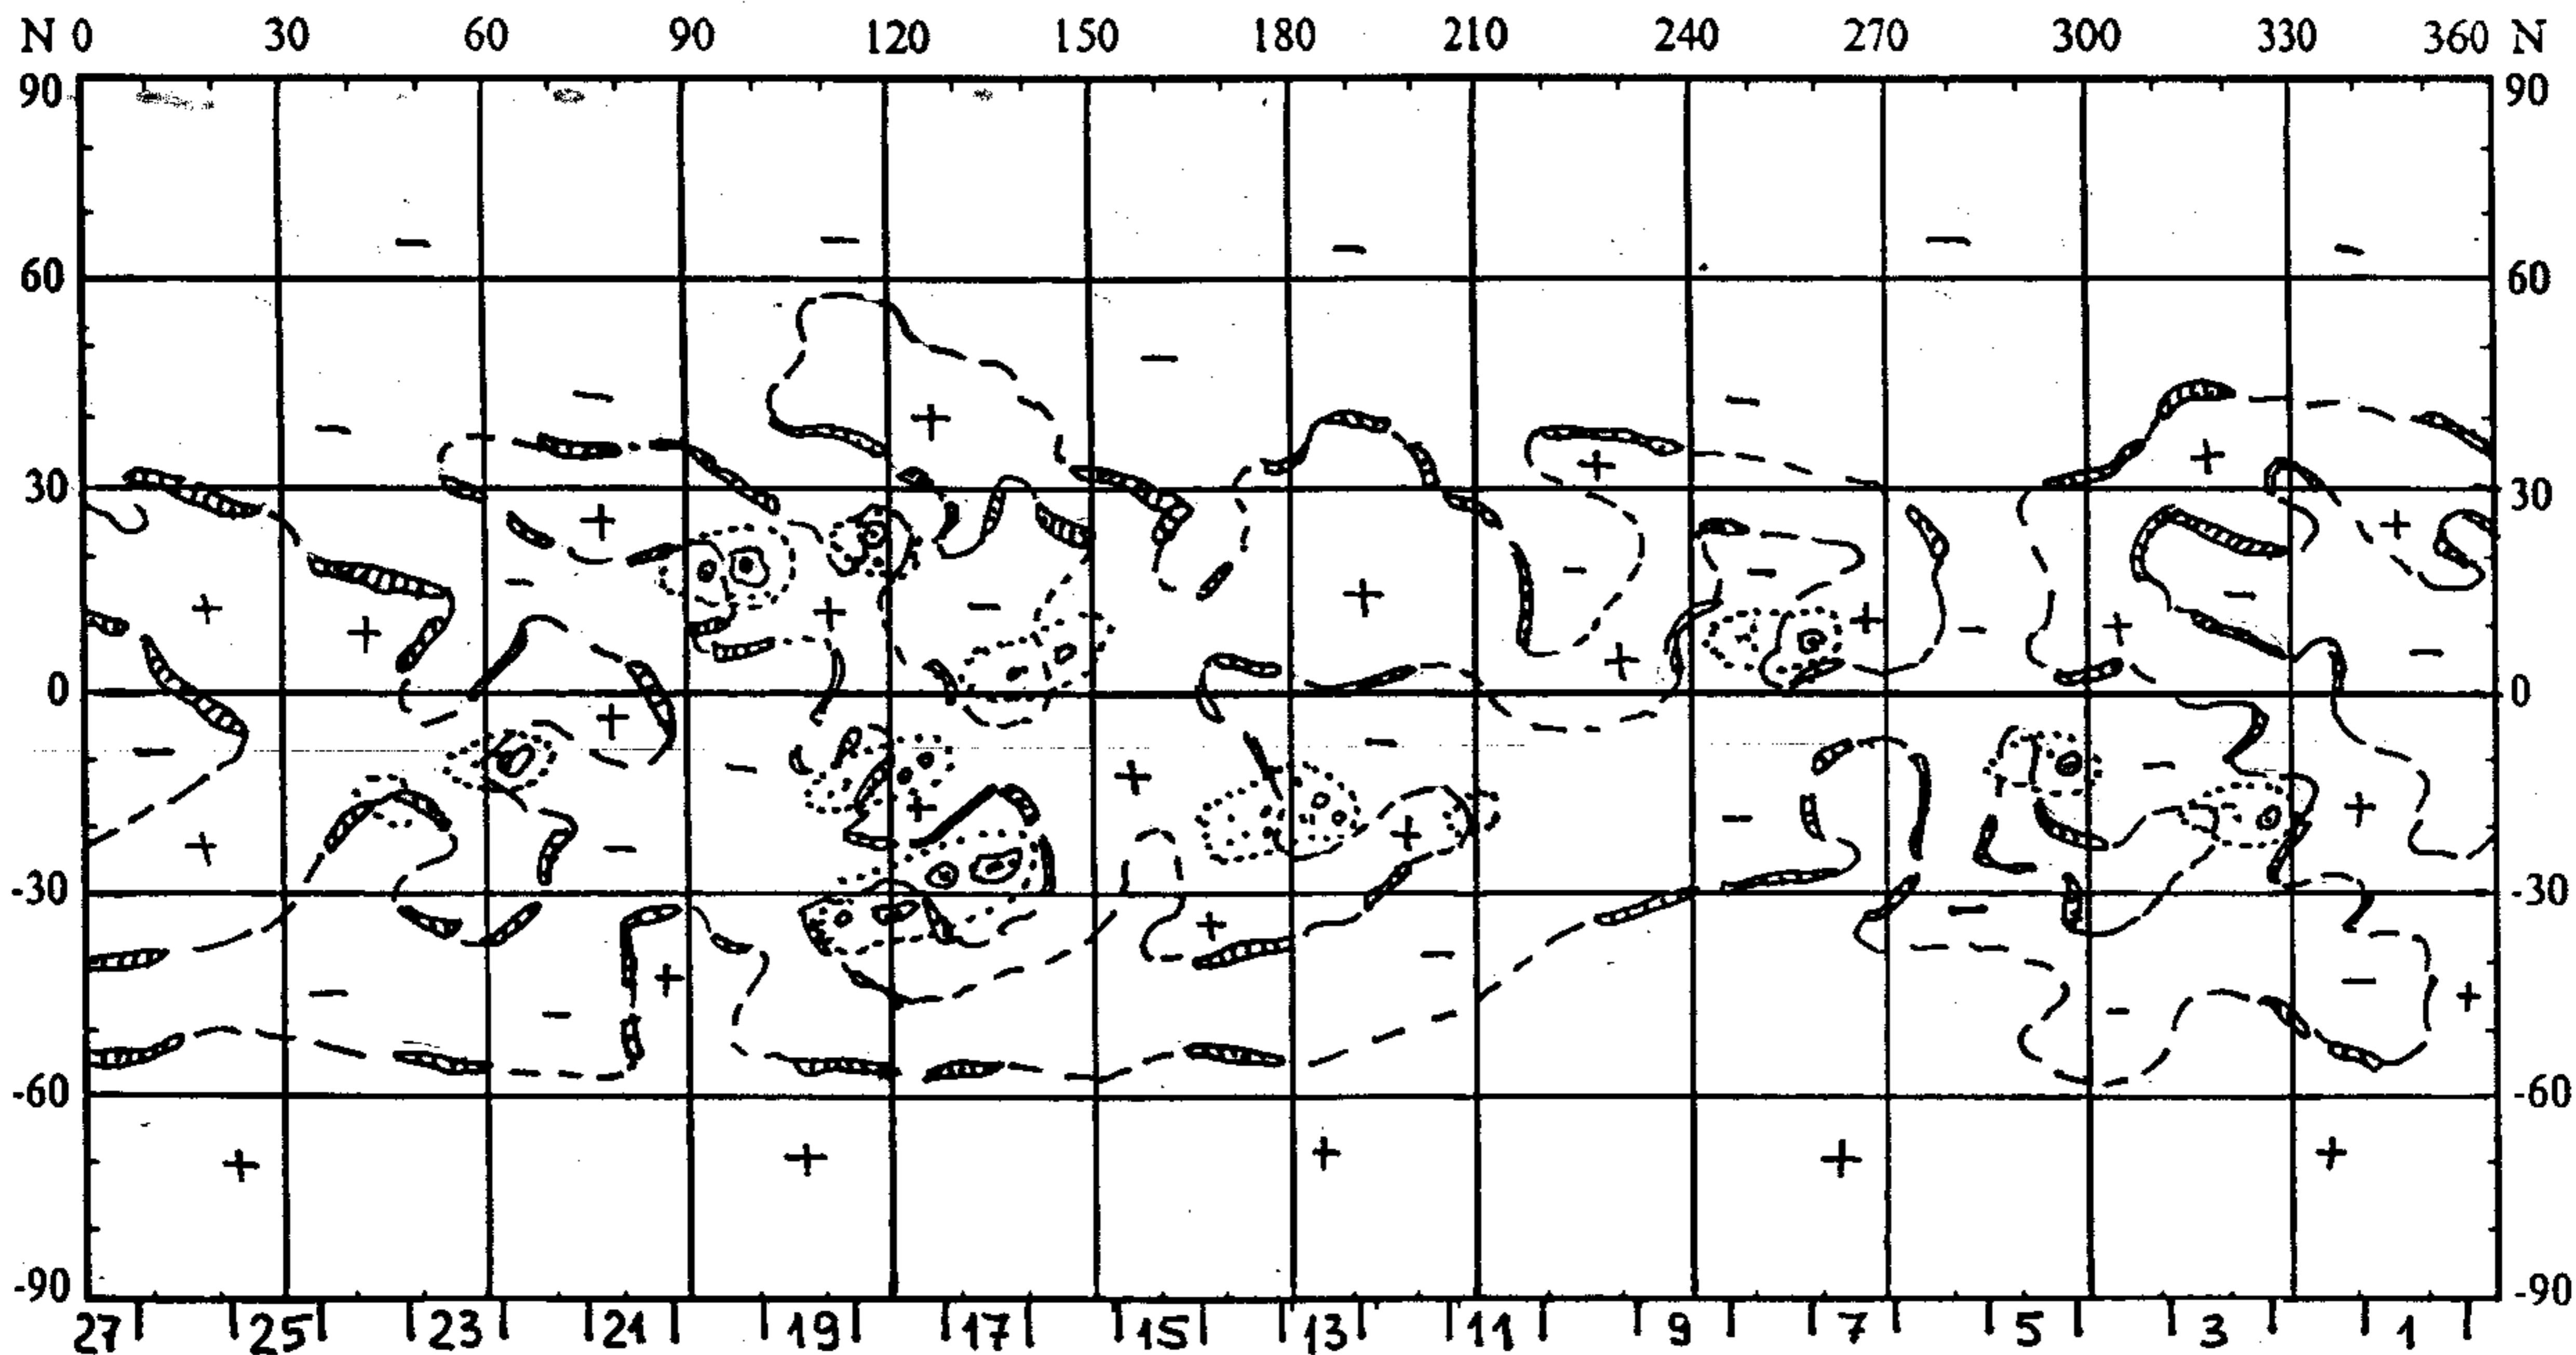 N 0 30 60 90 120 150 180 210 240 270 300 330 360 N
90 90
− − − − −
60 60
−
− −
− + +
30 30
+ + +
− − − −
+ + + + + +
− −
+
0 0
+
− − − −
+ + +
+ − + −
-30 -30
+ −
+ − −
− − − +
-60 -60
+ + + + +
-90 -90
27 25 23 21 19 17 15 13 11 9 7 5 3 1